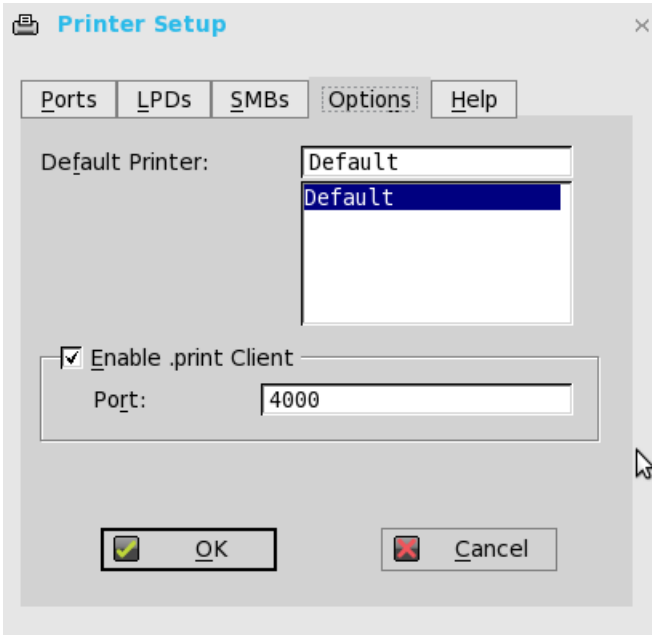 Printer Setup
Ports LPDs SMBs Options Help
Default Printer: Default
Default
Enable .print Client
Port: 4000
OK Cancel